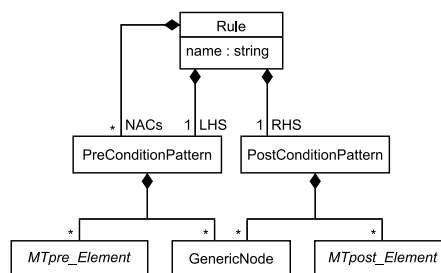 Rule
name : string
* NACs 1 LHS 1 RHS
PreConditionPattern PostConditionPattern
* * * *
MTpre_Element GenericNode MTpost_Element